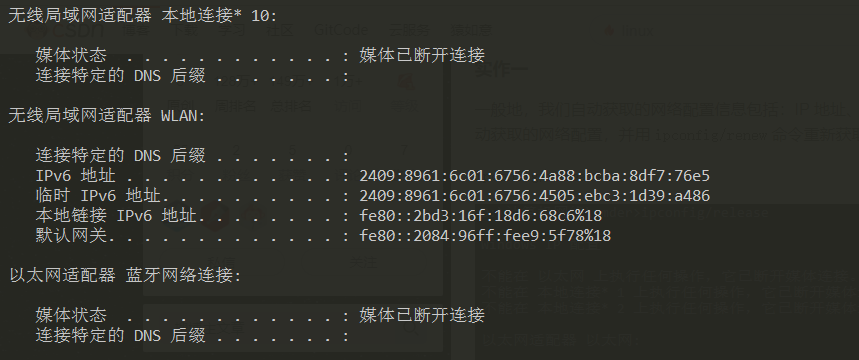 无线局域网适配器 本地连接* 10:
媒体状态 . . . . . . . . . . . . : 媒体已断开连接
连接特定的 DNS 后缀 . . . . . . . :
无线局域网适配器 WLAN:
连接特定的 DNS 后缀 . . . . . . . :
IPv6 地址 . . . . . . . . . . . . : 2409:8961:6c01:6756:4a88:bcba:8df7:76e5
临时 IPv6 地址. . . . . . . . . . : 2409:8961:6c01:6756:4505:ebc3:1d39:a486
本地链接 IPv6 地址. . . . . . . . : fe80::2bd3:16f:18d6:68c6%18
默认网关. . . . . . . . . . . . . : fe80::2084:96ff:fee9:5f78%18
以太网适配器 蓝牙网络连接:
媒体状态 . . . . . . . . . . . . : 媒体已断开连接
连接特定的 DNS 后缀 . . . . . . . :